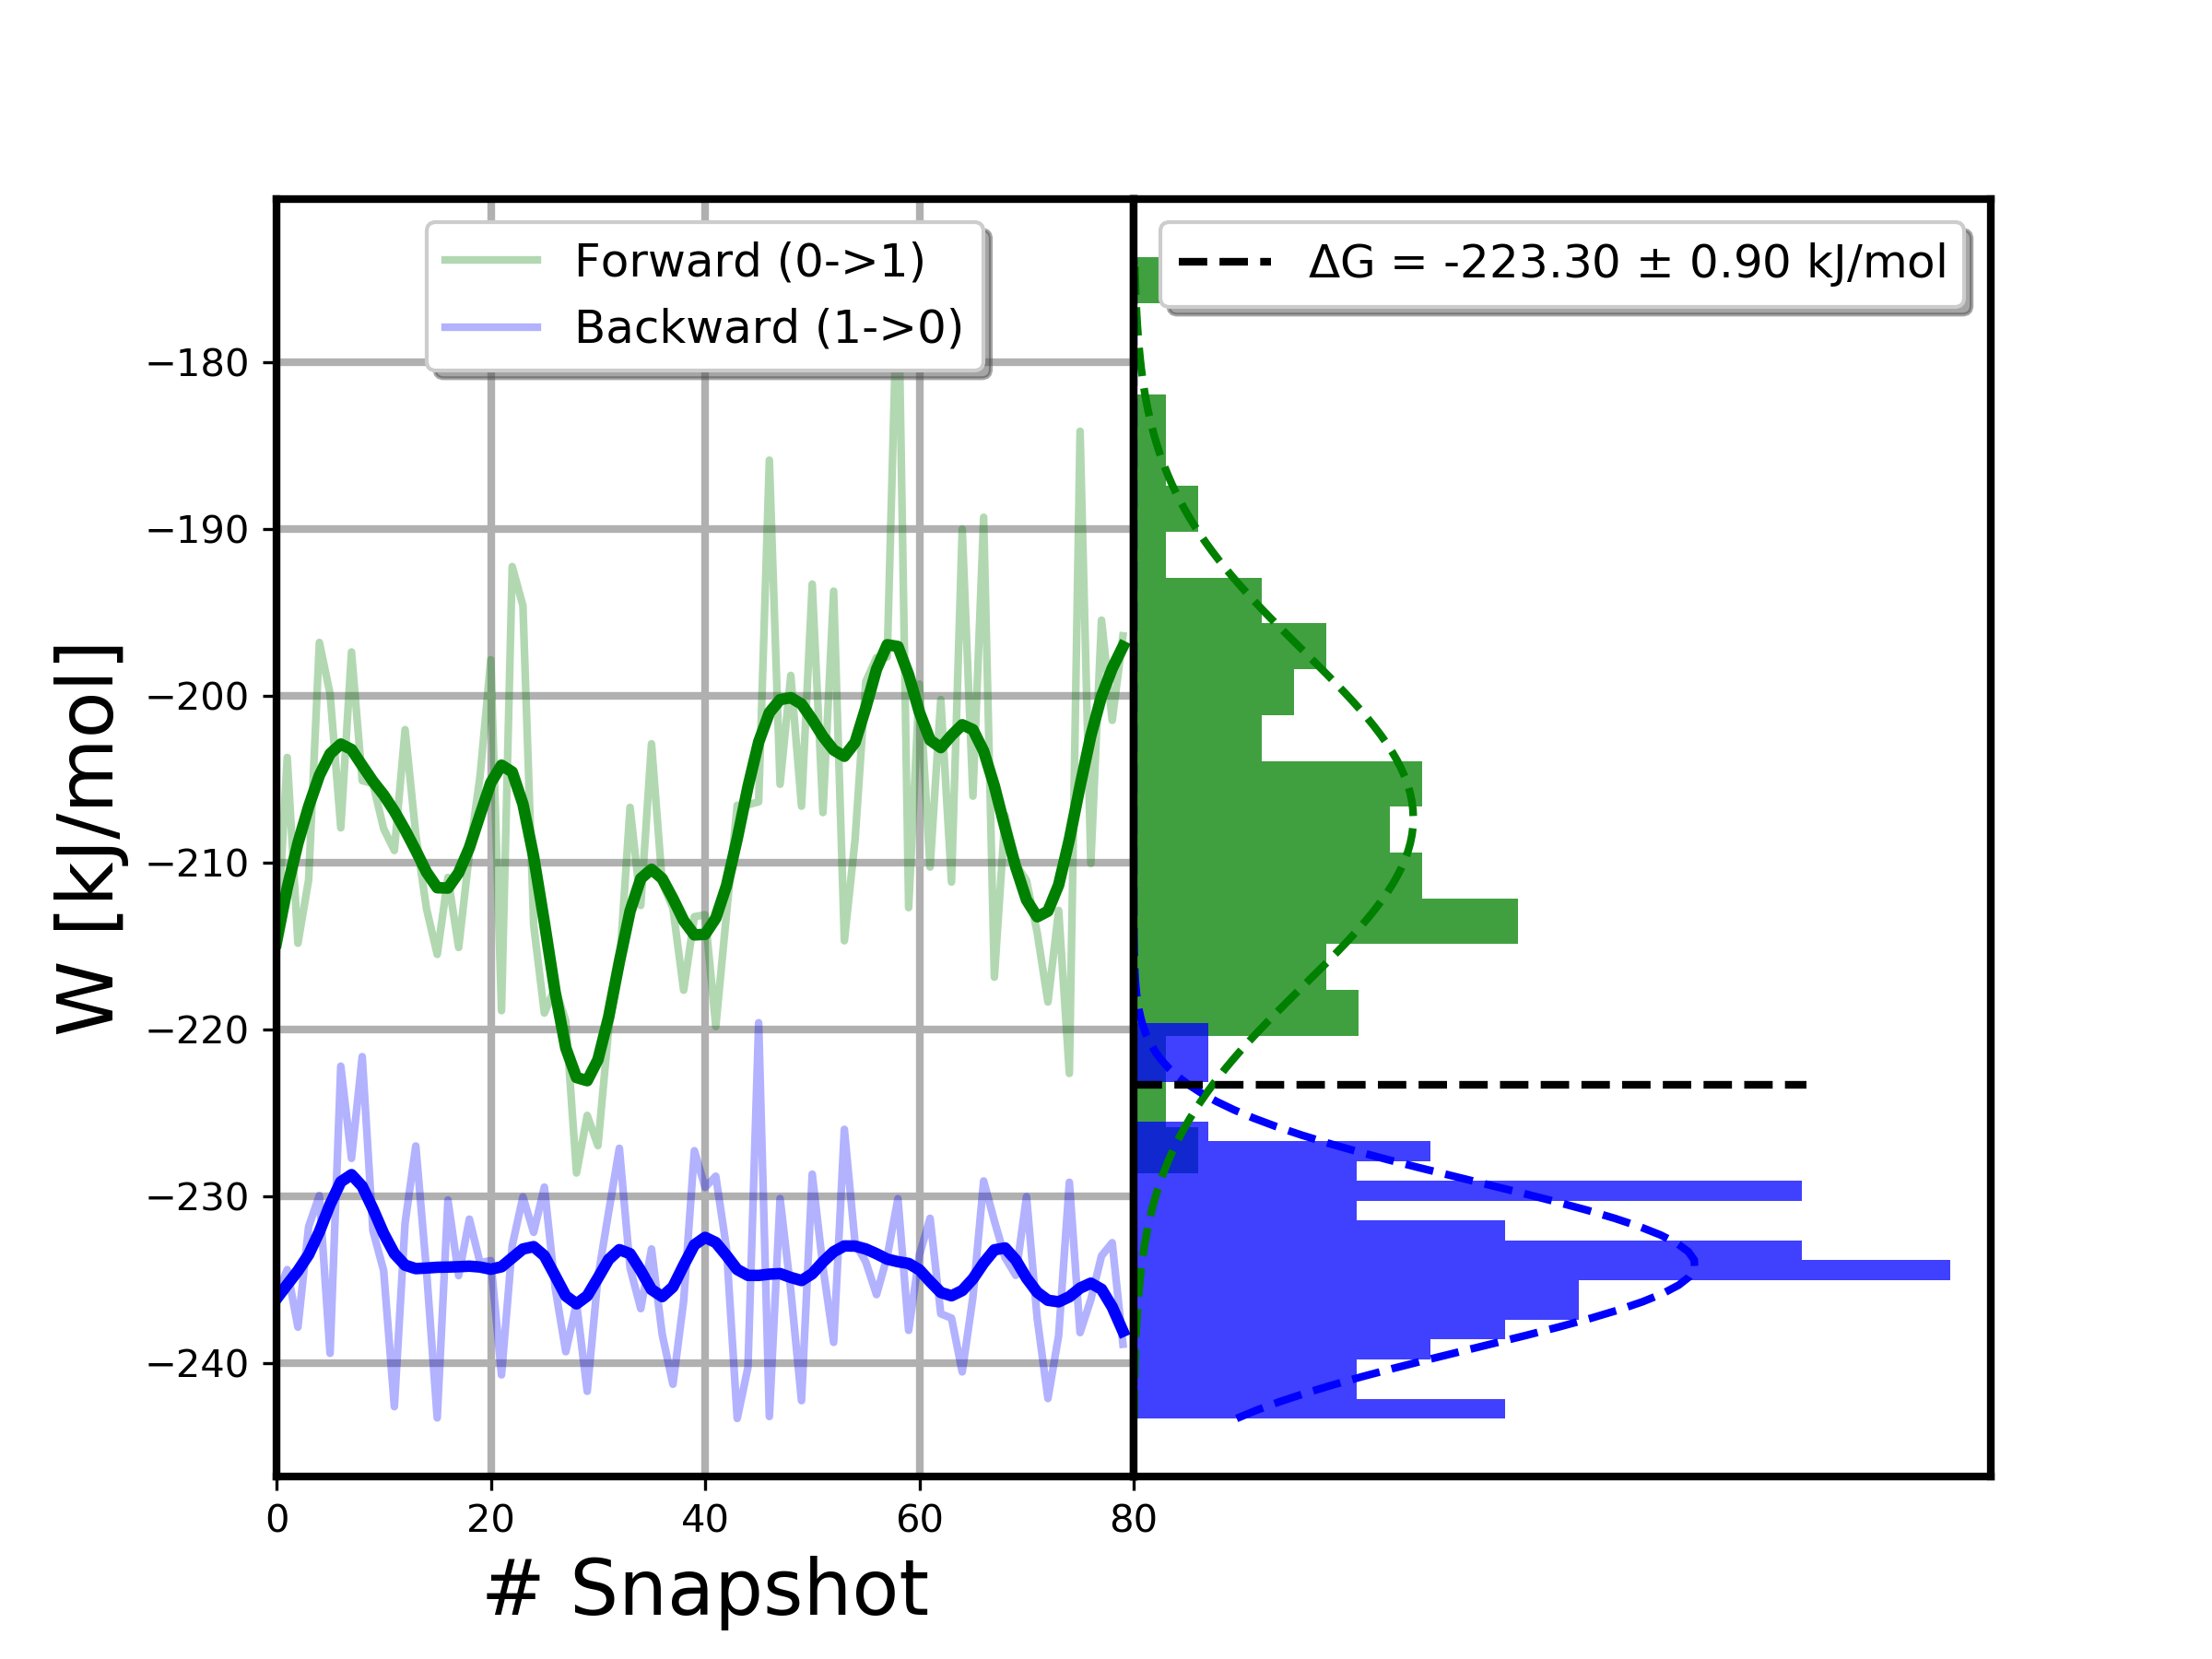 Forward (0->1)
Backward (1->0)
ΔG = -223.30 ± 0.90 kJ/mol
−180
−190
−200
−210
−220
−230
−240
W [kJ/mol]
0 20 40 60 80
# Snapshot